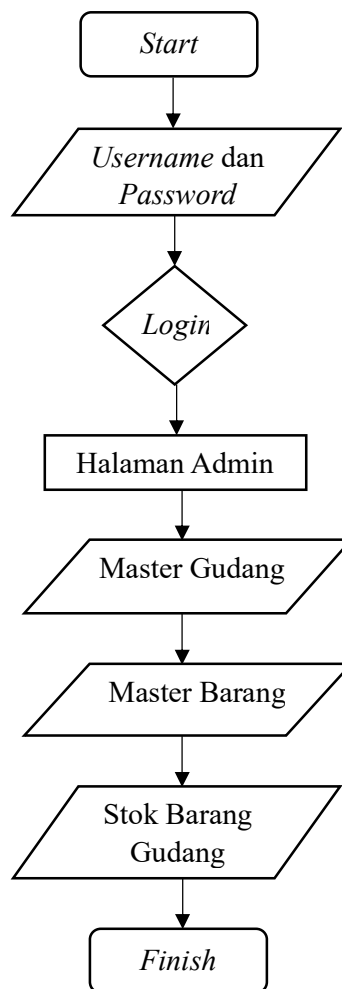 Start
Username dan
Password
Login
Halaman Admin
Master Gudang
Master Barang
Stok Barang
Gudang
Finish